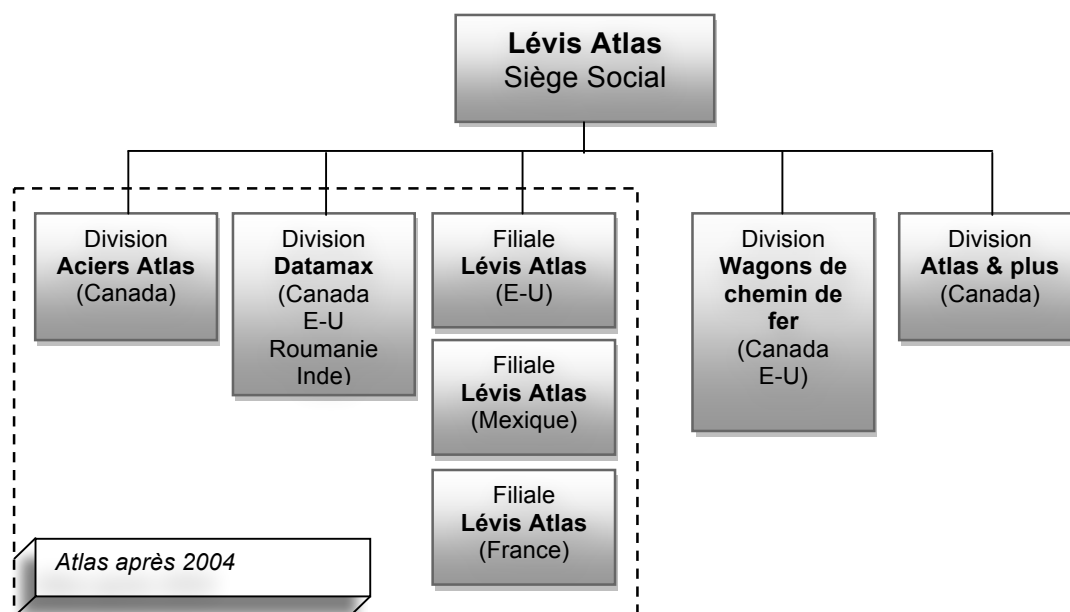 Lévis Atlas
Siège Social
Division
Aciers Atlas
(Canada)
Division
Datamax
(Canada
E-U
Roumanie
Inde)
Filiale
Lévis Atlas
(E-U)
Filiale
Lévis Atlas
(Mexique)
Filiale
Lévis Atlas
(France)
Division
Wagons de
chemin de
fer
(Canada
E-U)
Division
Atlas & plus
(Canada)
Atlas après 2004